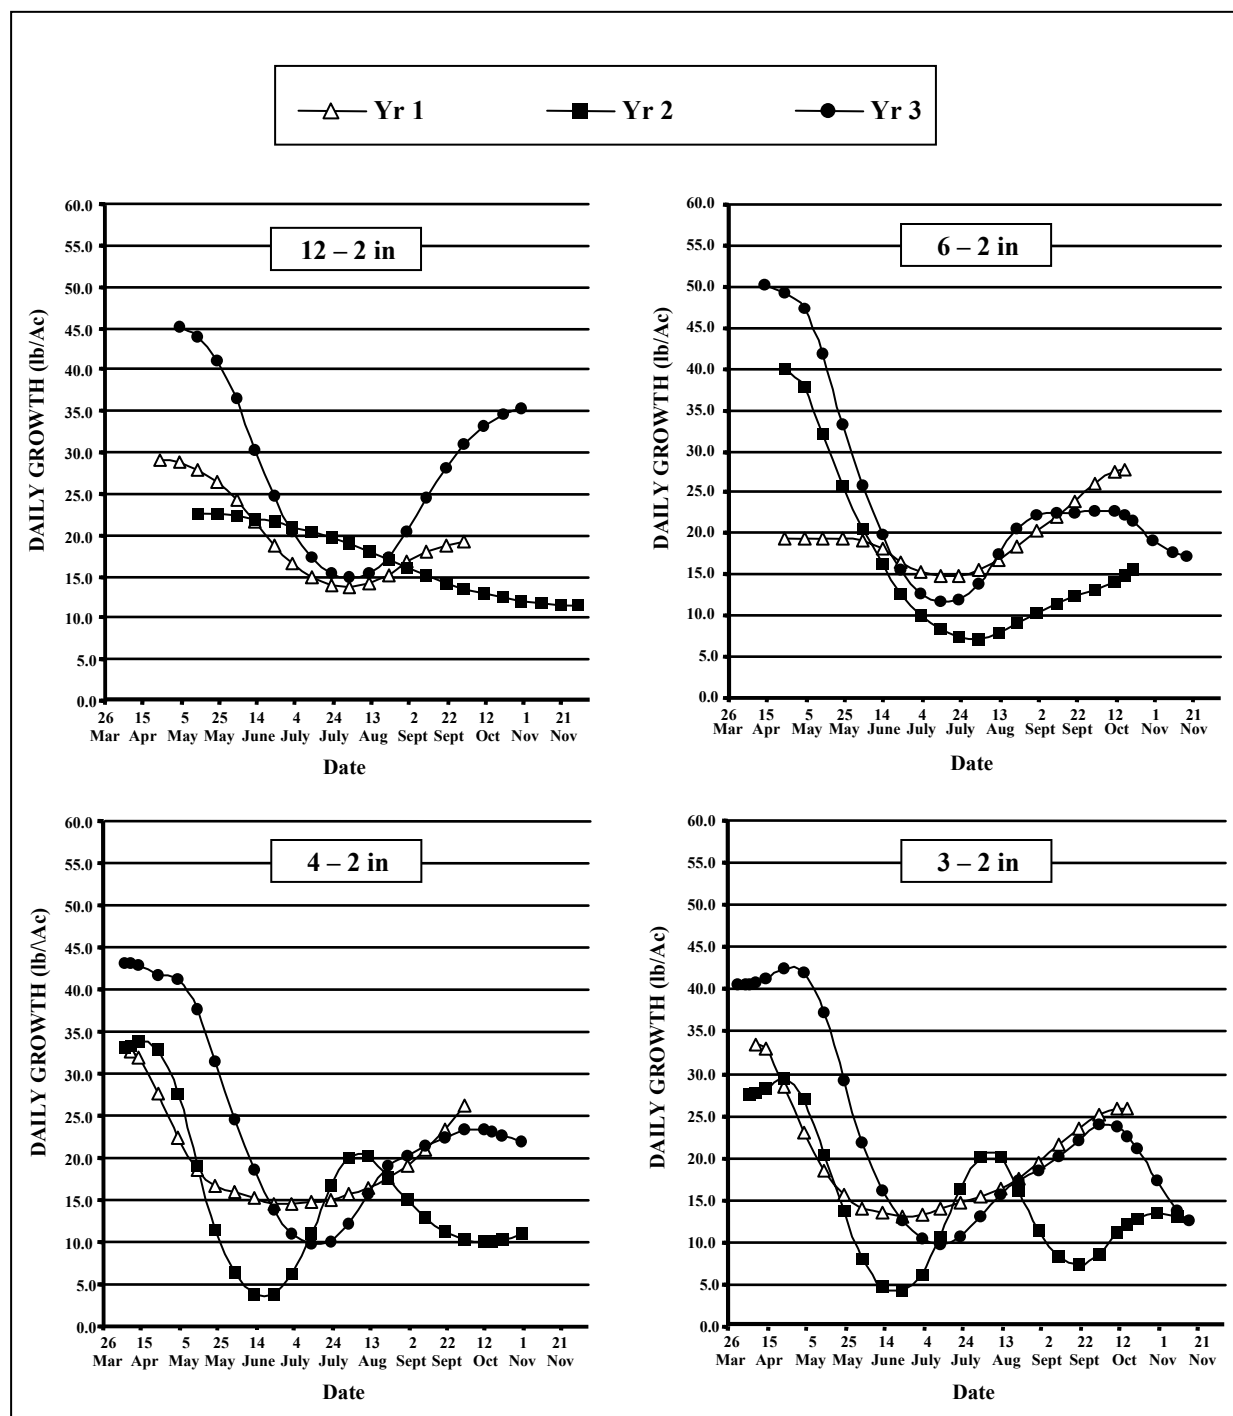 Yr 1 Yr 2 Yr 3
12 – 2 in
DAILY GROWTH (lb/Ac)
60.0
55.0
50.0
45.0
40.0
35.0
30.0
25.0
20.0
15.0
10.0
5.0
0.0
26 15 5 25 14 4 24 13 2 22 12 1 21
Mar Apr May May June July July Aug Sept Sept Oct Nov Nov
Date
6 – 2 in
DAILY GROWTH (lb/Ac)
60.0
55.0
50.0
45.0
40.0
35.0
30.0
25.0
20.0
15.0
10.0
5.0
0.0
26 15 5 25 14 4 24 13 2 22 12 1 21
Mar Apr May May June July July Aug Sept Sept Oct Nov Nov
Date
4 – 2 in
DAILY GROWTH (lb/\Ac)
60.0
55.0
50.0
45.0
40.0
35.0
30.0
25.0
20.0
15.0
10.0
5.0
0.0
26 15 5 25 14 4 24 13 2 22 12 1 21
Mar Apr May May June July July Aug Sept Sept Oct Nov Nov
Date
3 – 2 in
DAILY GROWTH (lb/Ac)
60.0
55.0
50.0
45.0
40.0
35.0
30.0
25.0
20.0
15.0
10.0
5.0
0.0
26 15 5 25 14 4 24 13 2 22 12 1 21
Mar Apr May May June July July Aug Sept Sept Oct Nov Nov
Date